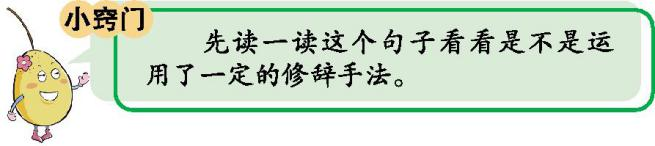 小窍门
先读一读这个句子看看是不是运
用了一定的修辞手法。